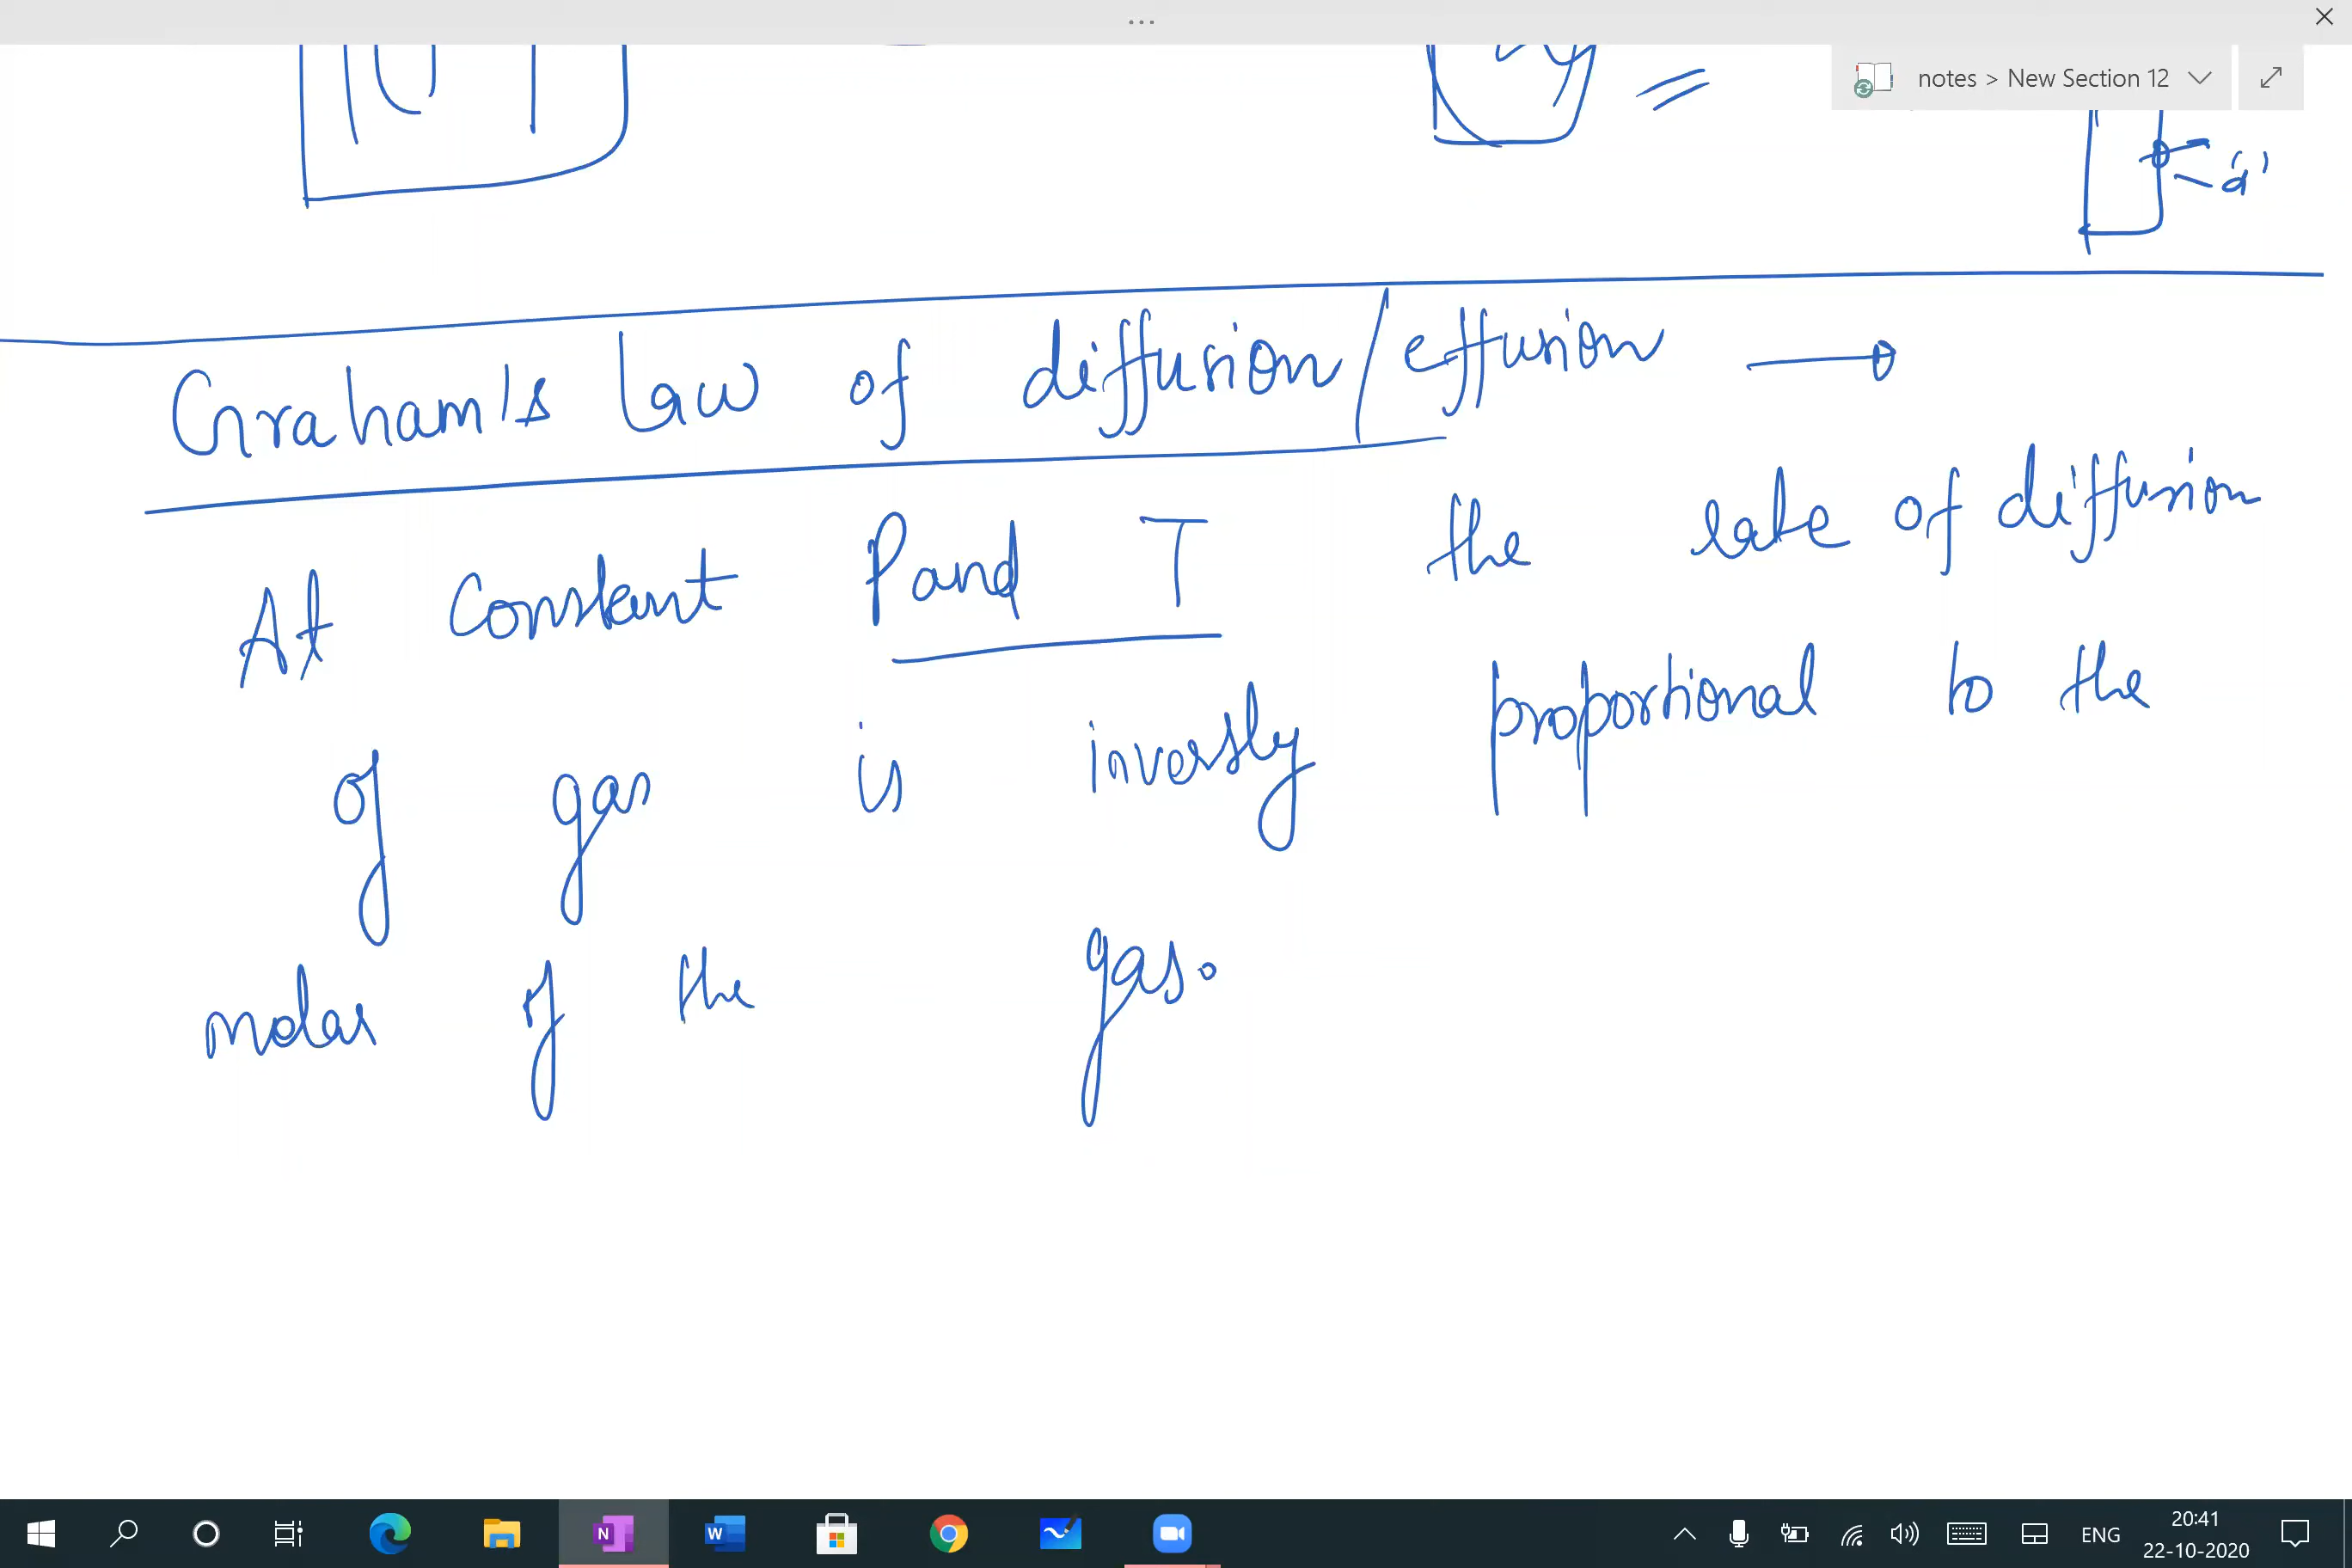 notes > New Section 12
'a'
Graham's law of diffusion/effusion
At constant P and T the rate of diffusion
of gas is inversly proportional to the
molar of the gas.
ENG
20:41
22-10-2020